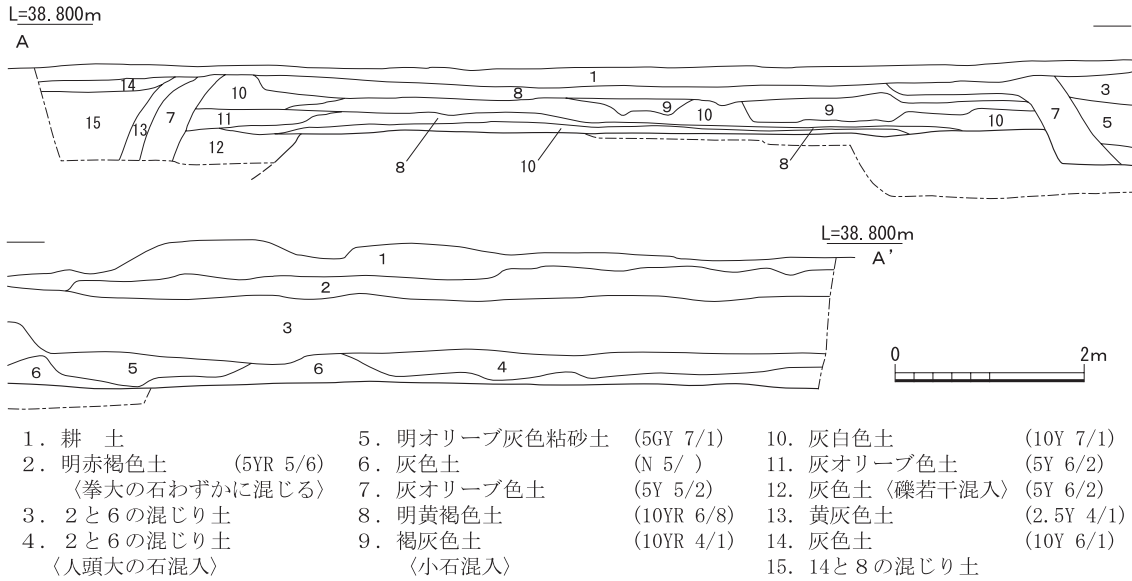 L=38.800m
A
1
14
10
8
3
9
9
15
13
7
11
10
10
7
5
12
8
10
8
L=38.800m
A'
1
2
3
0 2m
6
5
6
4
1. 耕 土
2. 明赤褐色土 (5YR 5/6)
〈拳大の石わずかに混じる〉
3. 2と6の混じり土
4. 2と6の混じり土
〈人頭大の石混入〉
5. 明オリーブ灰色粘砂土 (5GY 7/1)
6. 灰色土 (N 5/ )
7. 灰オリーブ色土 (5Y 5/2)
8. 明黄褐色土 (10YR 6/8)
9. 褐灰色土 (10YR 4/1)
〈小石混入〉
10. 灰白色土 (10Y 7/1)
11. 灰オリーブ色土 (5Y 6/2)
12. 灰色土〈礫若干混入〉(5Y 6/2)
13. 黄灰色土 (2.5Y 4/1)
14. 灰色土 (10Y 6/1)
15. 14と8の混じり土